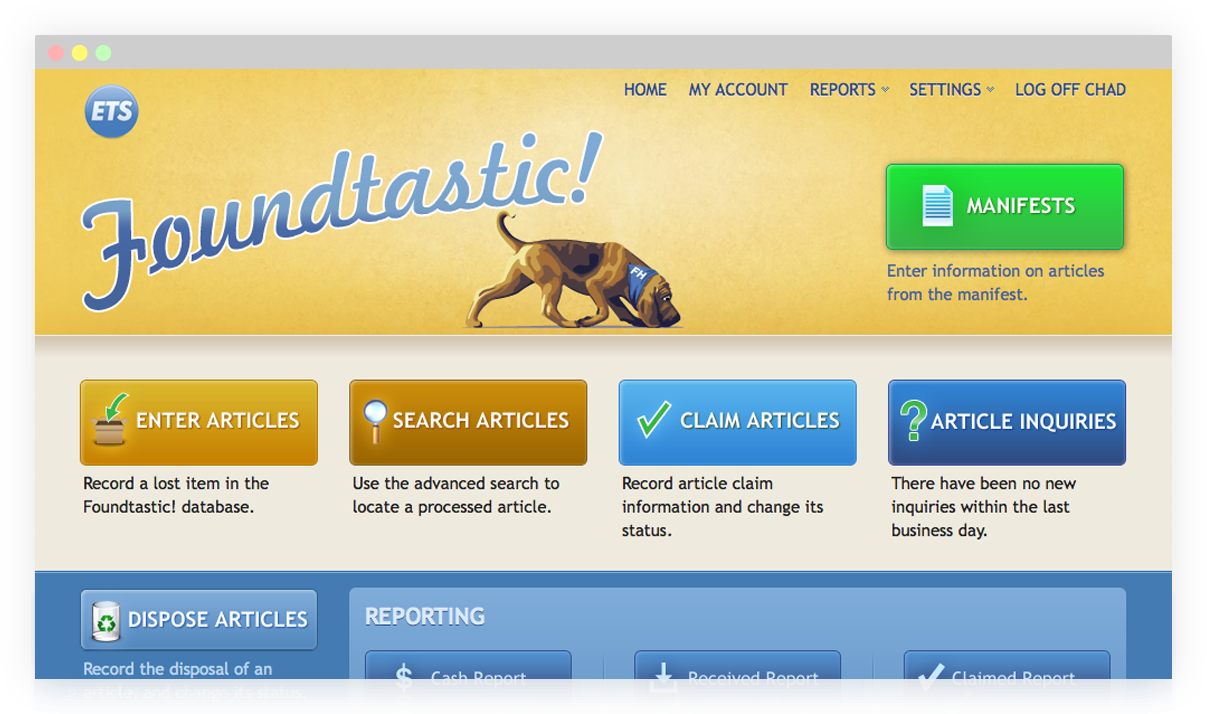 ETS
HOME MY ACCOUNT REPORTS SETTINGS LOG OFF CHAD
Foundtastic!
FH
MANIFESTS
Enter information on articles
from the manifest.
ENTER ARTICLES
Record a lost item in the
Foundtastic! database.
SEARCH ARTICLES
Use the advanced search to
locate a processed article.
CLAIM ARTICLES
Record article claim
information and change its
status.
ARTICLE INQUIRIES
There have been no new
inquiries within the last
business day.
DISPOSE ARTICLES
Record the disposal of an
article, and change its status
REPORTING
Cash Report
Received Report
Claimed Report